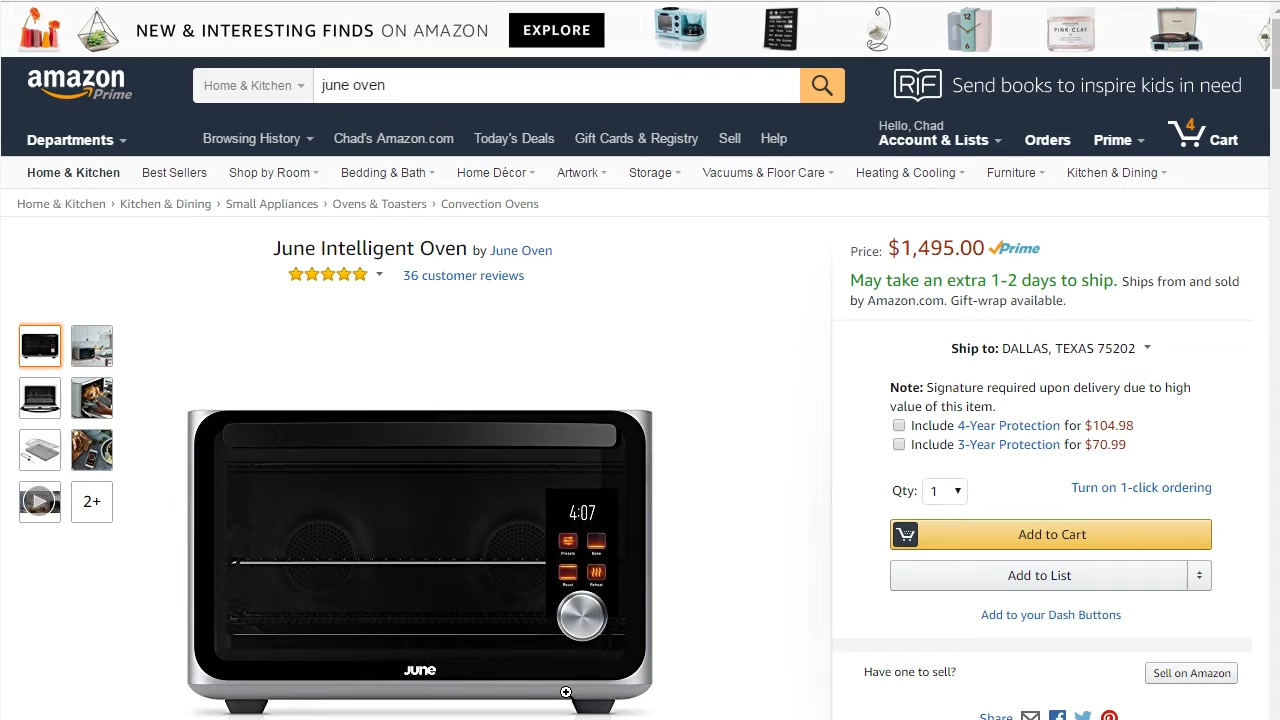 NEW & INTERESTING FINDS ON AMAZON EXPLORE
PINK CLAY
amazon Prime
Home & Kitchen
june oven
RIF Send books to inspire kids in need
Departments
Browsing History
Chad's Amazon.com
Today's Deals
Gift Cards & Registry
Sell
Help
Hello, Chad
Account & Lists
Orders
Prime
4
Cart
Home & Kitchen
Best Sellers
Shop by Room
Bedding & Bath
Home Décor
Artwork
Storage
Vacuums & Floor Care
Heating & Cooling
Furniture
Kitchen & Dining
Home & Kitchen › Kitchen & Dining › Small Appliances › Ovens & Toasters › Convection Ovens
June Intelligent Oven by June Oven
36 customer reviews
2+
4:07
Presets Bake
Roast Reheat
June
Price: $1,495.00 Prime
May take an extra 1-2 days to ship. Ships from and sold
by Amazon.com. Gift-wrap available.
Ship to: DALLAS, TEXAS 75202
Note: Signature required upon delivery due to high
value of this item.
Include 4-Year Protection for $104.98
Include 3-Year Protection for $70.99
Qty: 1
Turn on 1-click ordering
Add to Cart
Add to List
Add to your Dash Buttons
Have one to sell?
Sell on Amazon
Share